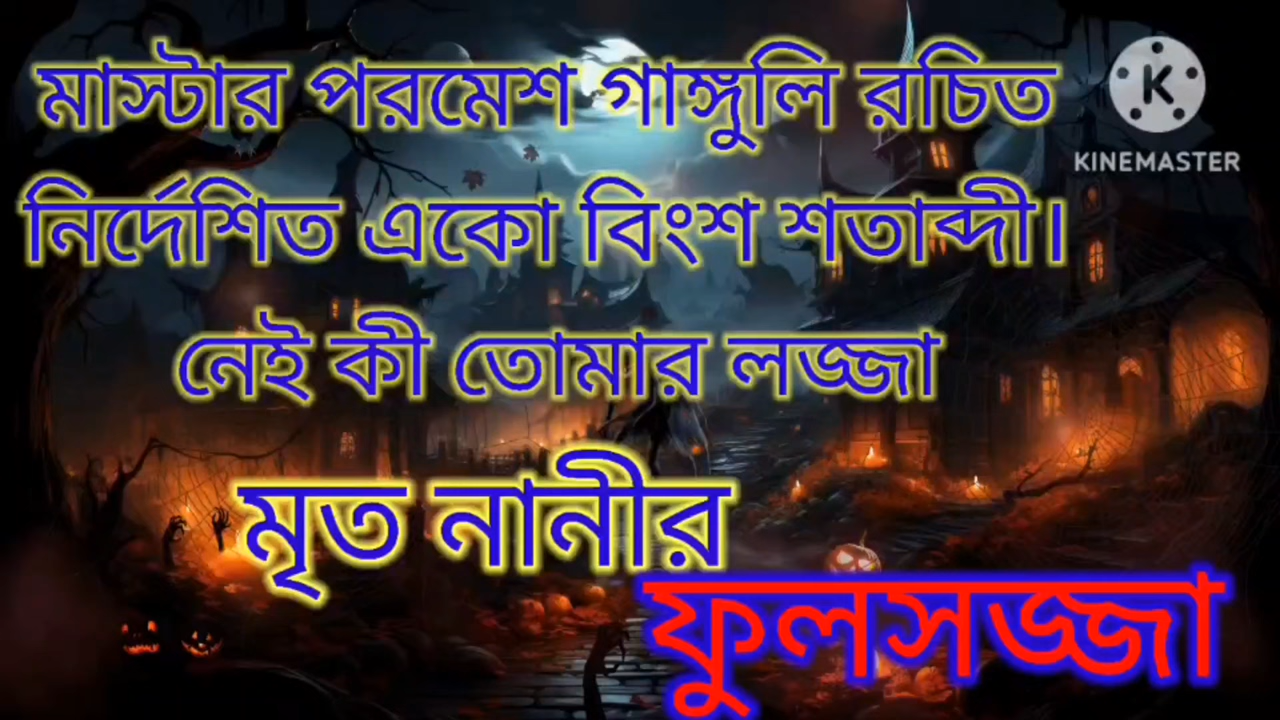 মাস্টার পরমেশ গাঙ্গুলি রচিত
KINEMASTER
নির্দেশিত একো বিংশ শতাব্দী।
নেই কী তোমার লজ্জা
মৃত নানীর
ফুলসজ্জা